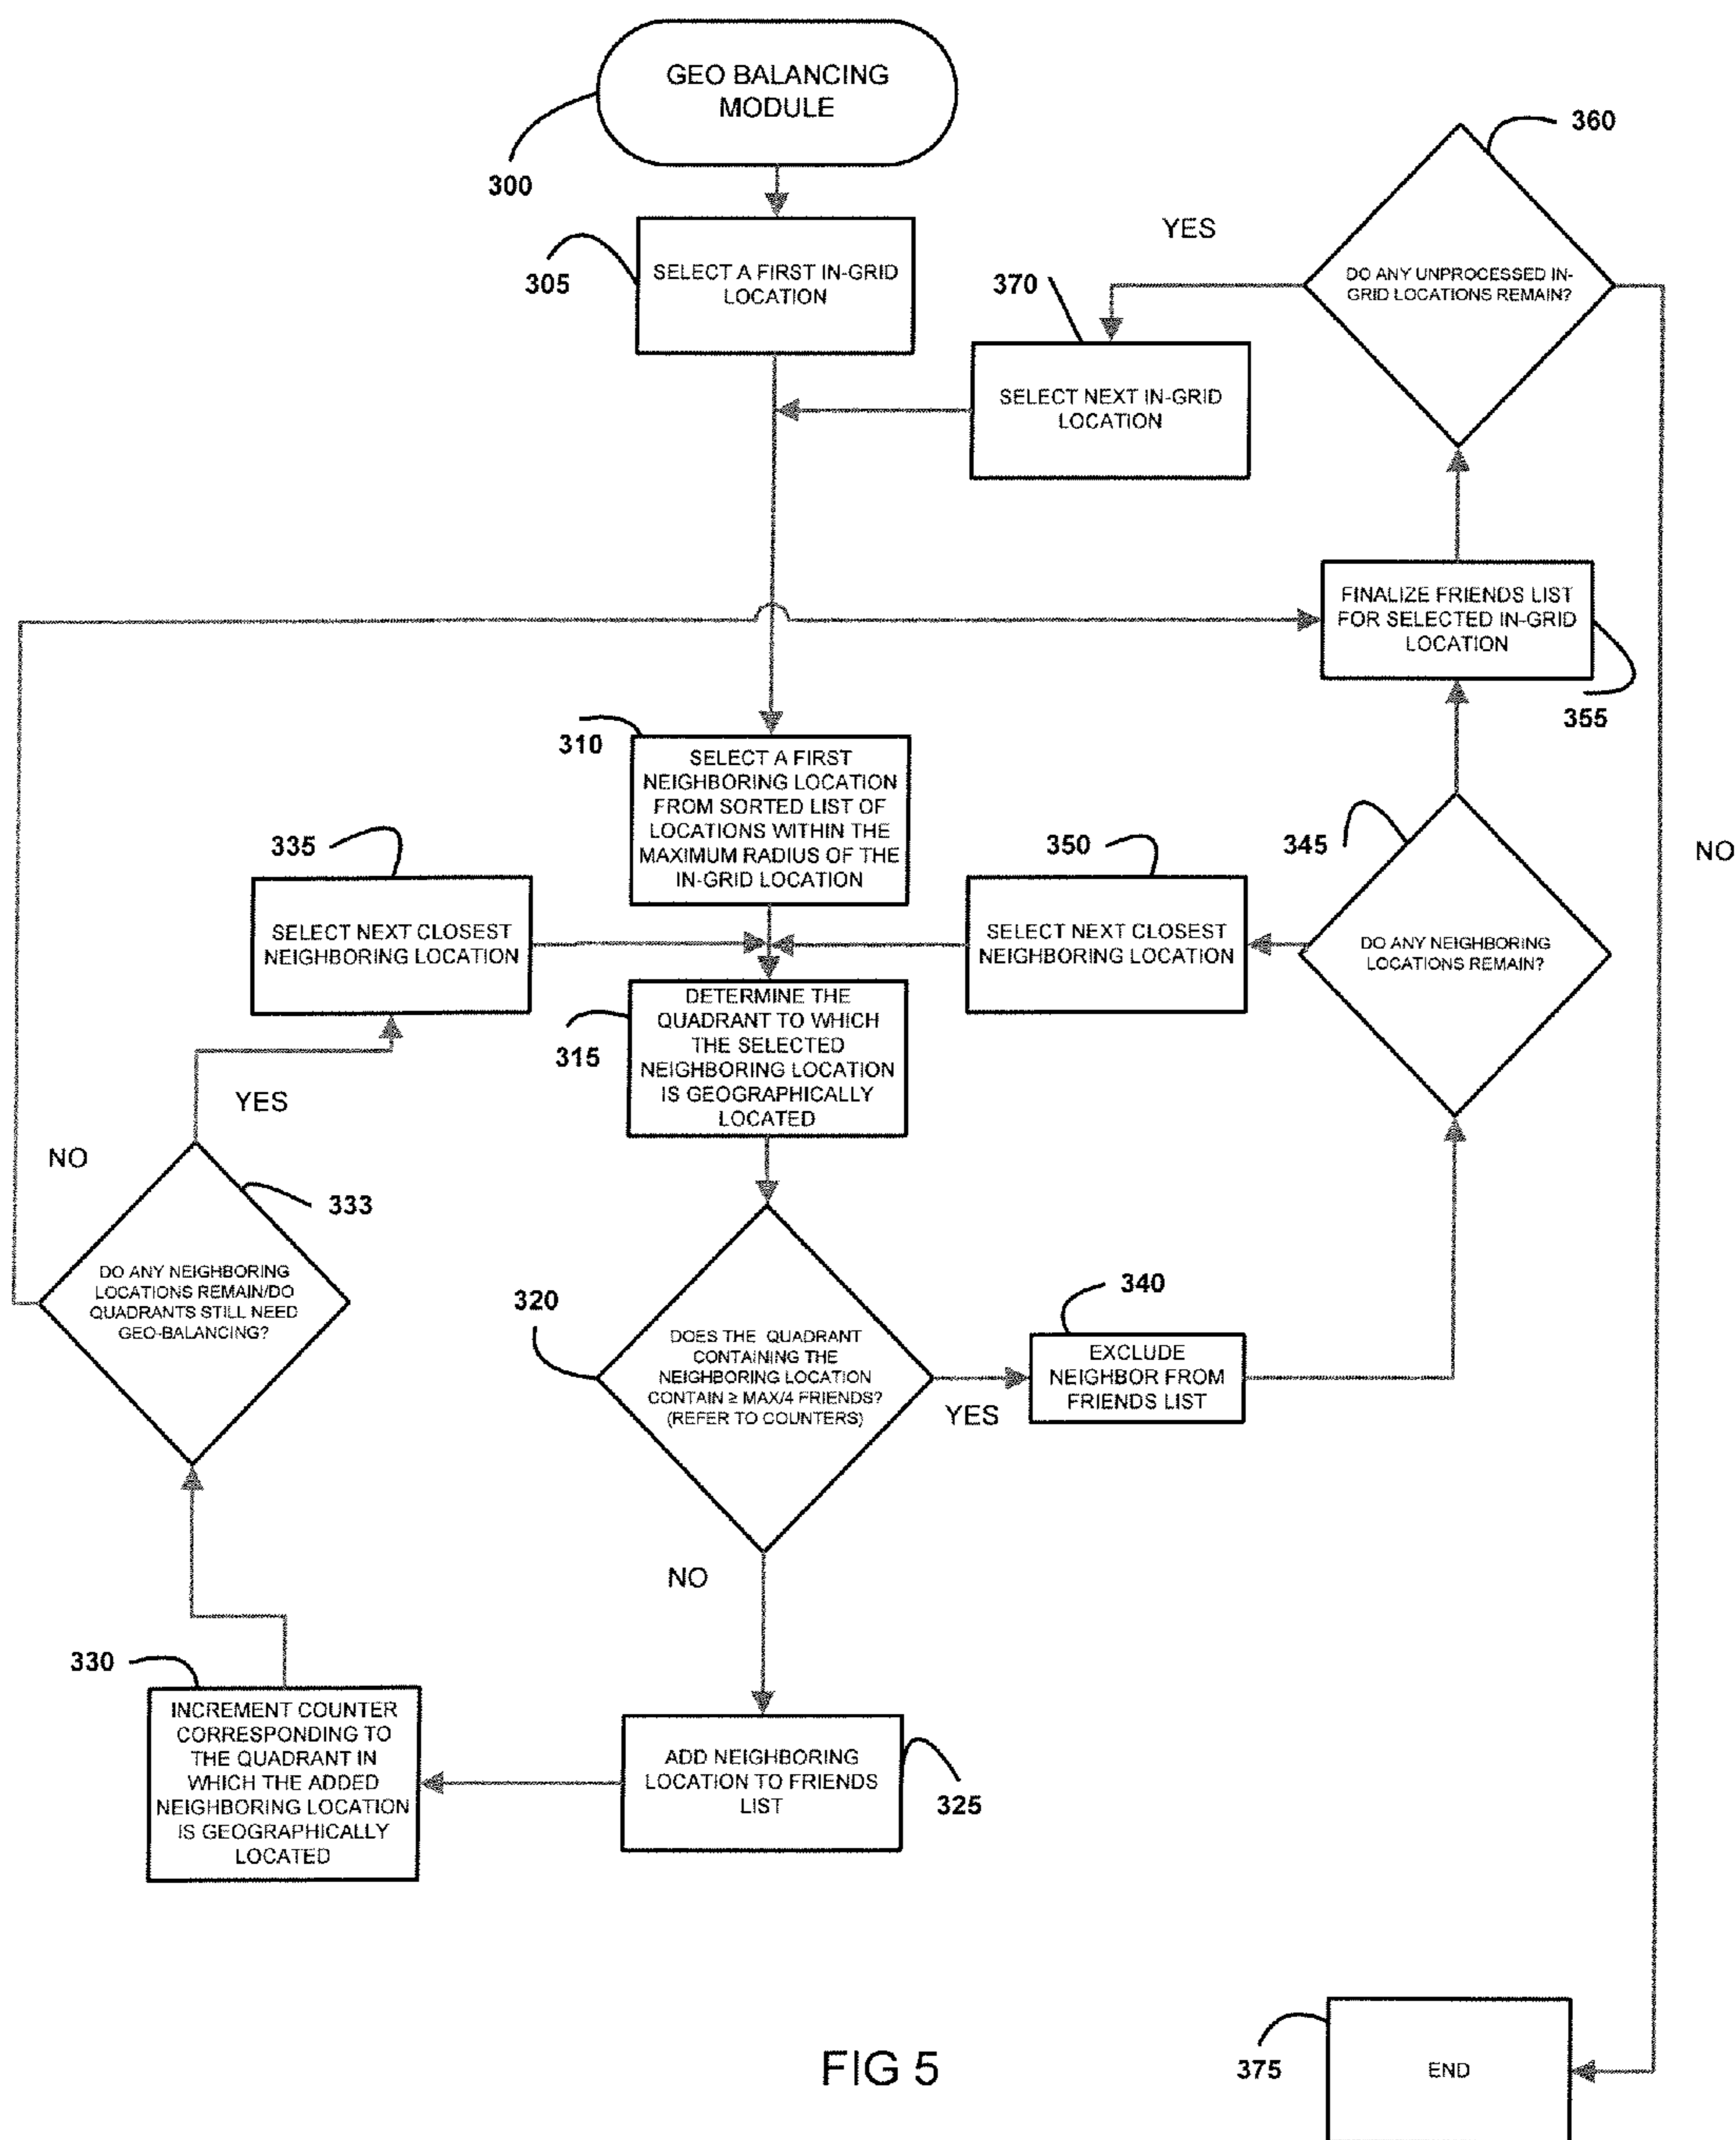 GEO BALANCING
MODULE
300
360
305
SELECT A FIRST IN-GRID
LOCATION
YES
370
DO ANY UNPROCESSED IN-
GRID LOCATIONS REMAIN?
SELECT NEXT IN-GRID
LOCATION
FINALIZE FRIENDS LIST
FOR SELECTED IN-GRID
LOCATION
355
310
SELECT A FIRST
NEIGHBORING LOCATION
FROM SORTED LIST OF
LOCATIONS WITHIN THE
MAXIMUM RADIUS OF THE
IN-GRID LOCATION
335
350
345
NO
SELECT NEXT CLOSEST
NEIGHBORING LOCATION
SELECT NEXT CLOSEST
NEIGHBORING LOCATION
DO ANY NEIGHBORING
LOCATIONS REMAIN?
315
DETERMINE THE
QUADRANT TO WHICH
THE SELECTED
NEIGHBORING LOCATION
IS GEOGRAPHICALLY
LOCATED
YES
NO
333
DO ANY NEIGHBORING
LOCATIONS REMAIN/DO
QUADRANTS STILL NEED
GEO-BALANCING?
320
DOES THE QUADRANT
CONTAINING THE
NEIGHBORING LOCATION
CONTAIN ≥ MAX/4 FRIENDS?
(REFER TO COUNTERS)
340
EXCLUDE
NEIGHBOR FROM
FRIENDS LIST
YES
NO
330
INCREMENT COUNTER
CORRESPONDING TO
THE QUADRANT IN
WHICH THE ADDED
NEIGHBORING LOCATION
IS GEOGRAPHICALLY
LOCATED
ADD NEIGHBORING
LOCATION TO FRIENDS
LIST
325
FIG 5
375
END